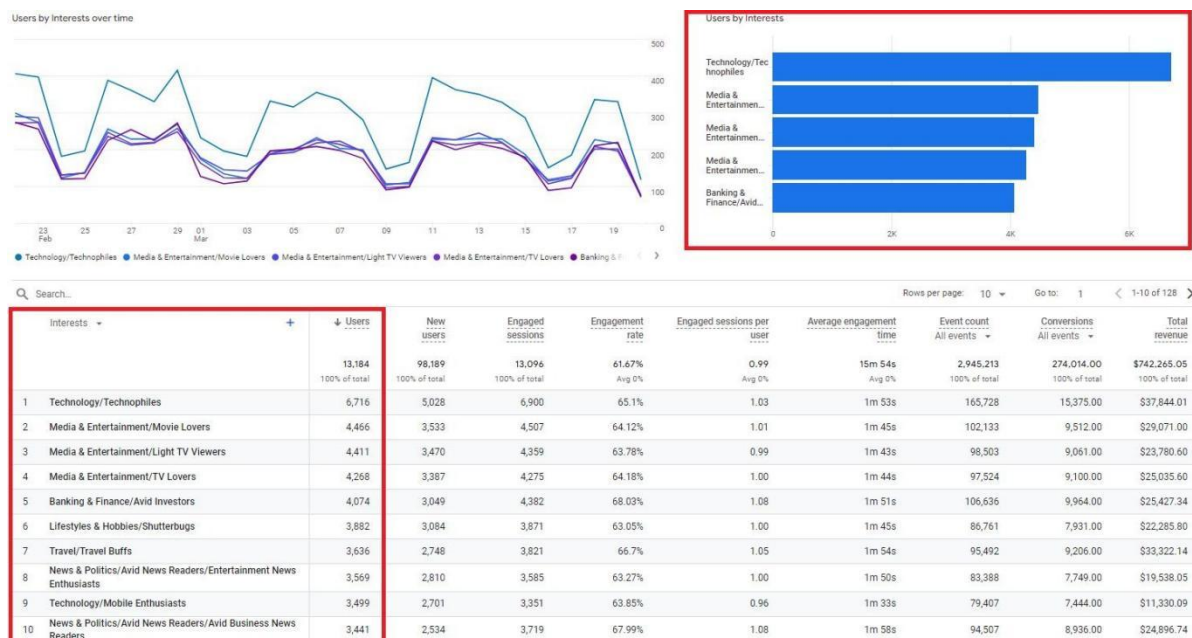 Users by Interests over time
500
400
300
200
100
0
23 25 27 29 01 03 05 07 09 11 13 15 17 19
Feb Mar
Technology/Technophiles Media & Entertainment/Movie Lovers Media & Entertainment/Light TV Viewers Media & Entertainment/TV Lovers Banking &
Users by Interests
Technology/Tec
hnophiles
Media &
Entertainmen...
Media &
Entertainmen...
Media &
Entertainmen...
Banking &
Finance/Avid...
0 2K 4K 6K
Search... Rows per page: 10 Go to: 1 < 1-10 of 128 >
Interests + ↓ Users New users Engaged sessions Engagement rate Engaged sessions per user Average engagement time Event count All events Conversions All events Total revenue
13,184 98,189 13,096 61.67% 0.99 15m 54s 2,945,213 274,014.00 $742,265.05
100% of total 100% of total 100% of total Avg 0% Avg 0% Avg 0% 100% of total 100% of total 100% of total
1 Technology/Technophiles 6,716 5,028 6,900 65.1% 1.03 1m 53s 165,728 15,375.00 $37,844.01
2 Media & Entertainment/Movie Lovers 4,466 3,533 4,507 64.12% 1.01 1m 45s 102,133 9,512.00 $29,071.00
3 Media & Entertainment/Light TV Viewers 4,411 3,470 4,359 63.78% 0.99 1m 43s 98,503 9,061.00 $23,780.60
4 Media & Entertainment/TV Lovers 4,268 3,387 4,275 64.18% 1.00 1m 44s 97,524 9,100.00 $25,035.60
5 Banking & Finance/Avid Investors 4,074 3,049 4,382 68.03% 1.08 1m 51s 106,636 9,964.00 $25,427.34
6 Lifestyles & Hobbies/Shutterbugs 3,882 3,084 3,871 63.05% 1.00 1m 45s 86,761 7,931.00 $22,285.80
7 Travel/Travel Buffs 3,636 2,748 3,821 66.7% 1.05 1m 54s 95,492 9,206.00 $33,322.14
8 News & Politics/Avid News Readers/Entertainment News
Enthusiasts 3,569 2,810 3,585 63.27% 1.00 1m 50s 83,388 7,749.00 $19,538.05
9 Technology/Mobile Enthusiasts 3,499 2,701 3,351 63.85% 0.96 1m 33s 79,407 7,444.00 $11,330.09
10 News & Politics/Avid News Readers/Avid Business News
Readers 3,441 2,534 3,719 67.99% 1.08 1m 58s 94,507 8,936.00 $24,896.74